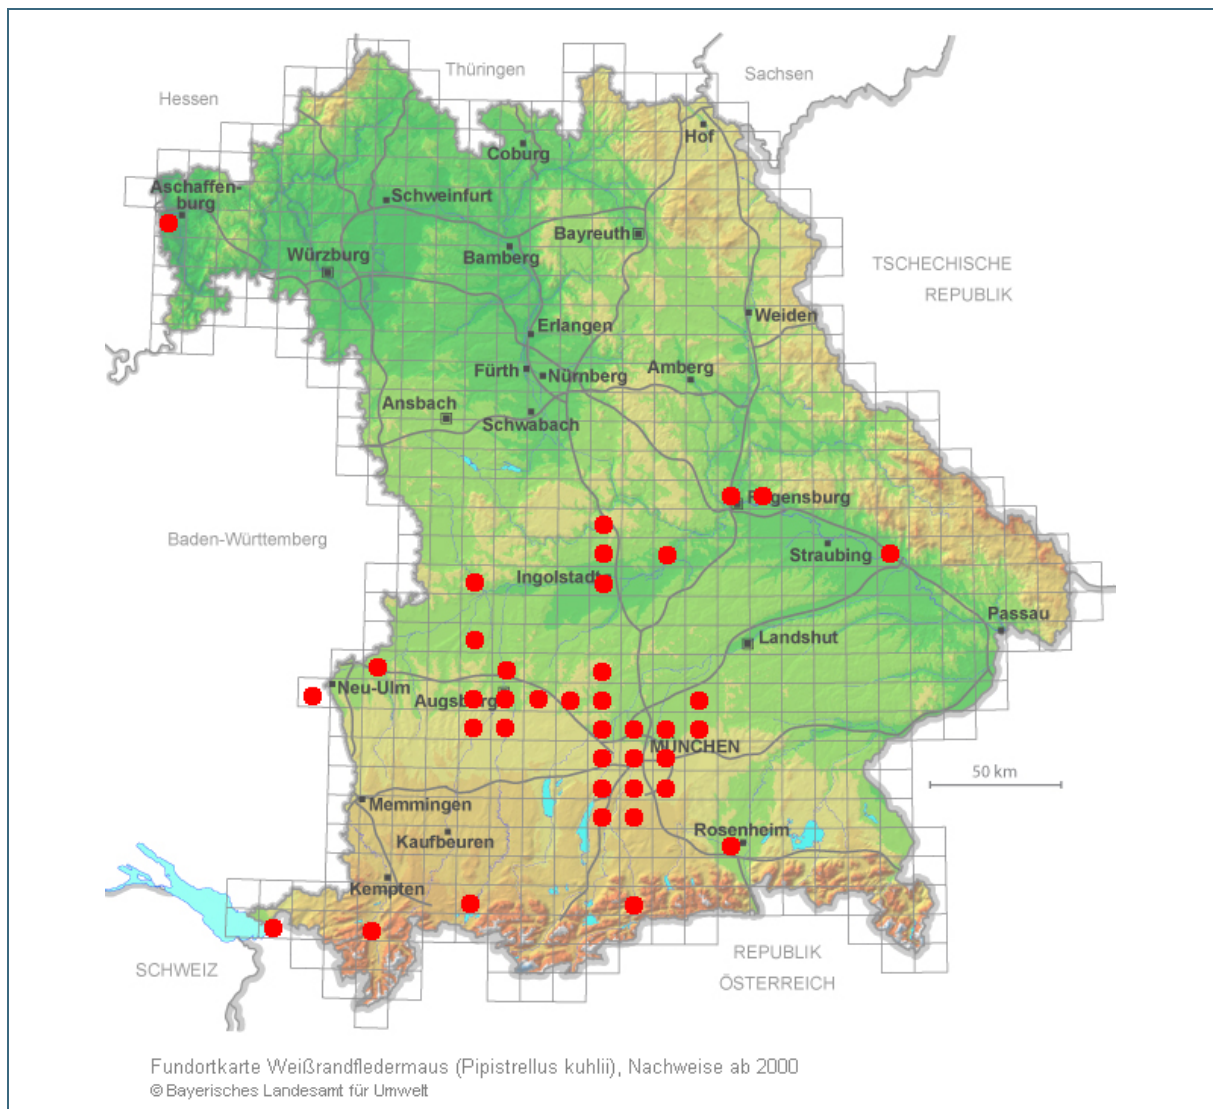 Thüringen
Sachsen
Hessen
Hof
Coburg
Aschaffen-
burg
Schweinfurt
Bayreuth
Bamberg
Würzburg
TSCHECHISCHE
REPUBLIK
Weiden
Erlangen
Fürth
Nürnberg
Amberg
Ansbach
Schwabach
Regensburg
Baden-Württemberg
Straubing
Ingolstadt
Passau
Landshut
Neu-Ulm
Augsburg
MÜNCHEN
50 km
Memmingen
Rosenheim
Kaufbeuren
Kempten
REPUBLIK
ÖSTERREICH
SCHWEIZ
Fundortkarte Weißrandfledermaus (Pipistrellus kuhlii), Nachweise ab 2000
© Bayerisches Landesamt für Umwelt